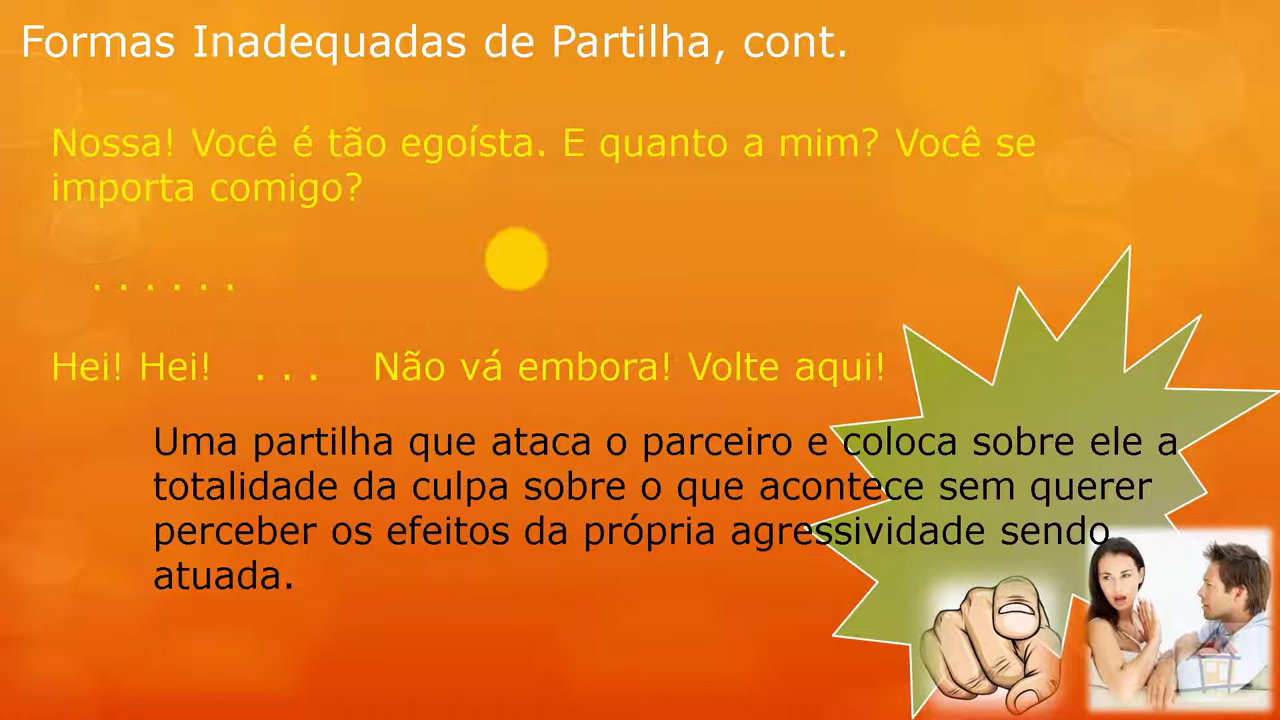 Formas Inadequadas de Partilha, cont.
Nossa! Você é tão egoísta. E quanto a mim? Você se
importa comigo?
. . . . . .
Hei! Hei! . . . Não vá embora! Volte aqui!
Uma partilha que ataca o parceiro e coloca sobre ele a
totalidade da culpa sobre o que acontece sem querer
perceber os efeitos da própria agressividade sendo
atuada.